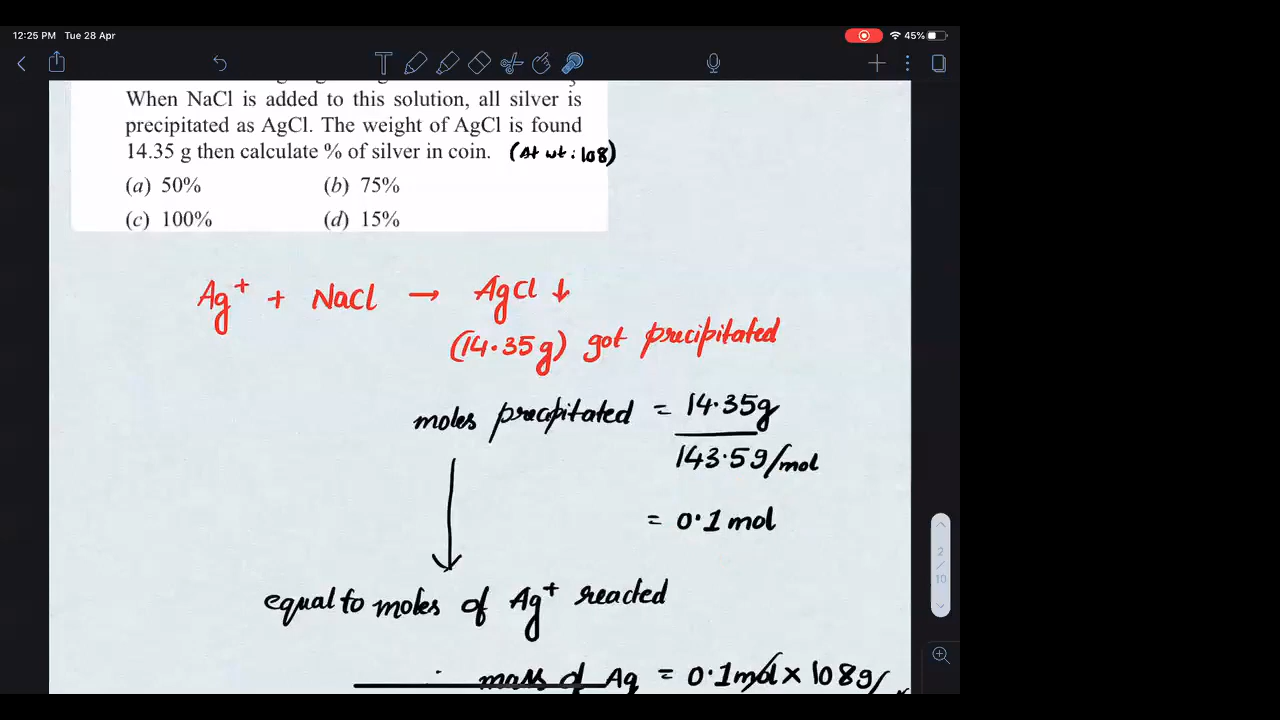 12:25 PM Tue 28 Apr
45%
When NaCl is added to this solution, all silver is
precipitated as AgCl. The weight of AgCl is found
14.35 g then calculate % of silver in coin. (At wt: 108)
(a) 50% (b) 75%
(c) 100% (d) 15%
Ag+ + NaCl → AgCl ↓
(14.35g) got precipitated
moles precipitated = 14.35g
143.5g/mol
= 0.1 mol
equal to moles of Ag+ reacted
2
/
10
∴ mass of Ag = 0.1mol × 108g/